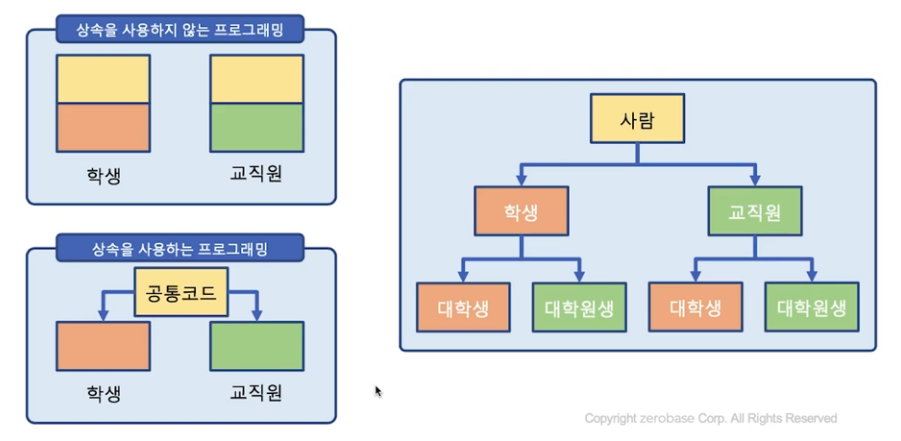 상속을 사용하지 않는 프로그래밍
학생
교직원
상속을 사용하는 프로그래밍
공통코드
학생
교직원
사람
학생
교직원
대학생
대학원생
대학생
대학원생
Copyright zerobase Corp. All Rights Reserved